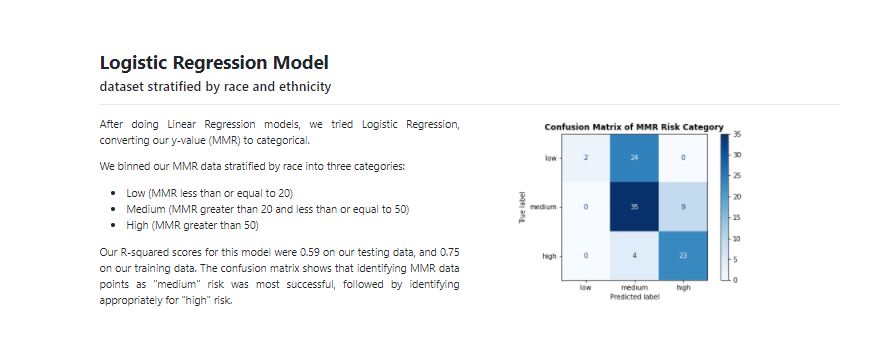 Logistic Regression Model
dataset stratified by race and ethnicity
After doing Linear Regression models, we tried Logistic Regression,
converting our y-value (MMR) to categorical.
We binned our MMR data stratified by race into three categories:
• Low (MMR less than or equal to 20)
• Medium (MMR greater than 20 and less than or equal to 50)
• High (MMR greater than 50)
Our R-squared scores for this model were 0.59 on our testing data, and 0.75
on our training data. The confusion matrix shows that identifying MMR data
points as "medium" risk was most successful, followed by identifying
appropriately for "high" risk.
Confusion Matrix of MMR Risk Category
True label
low 2 24 0
medium 0 35 9
high 0 4 23
low medium high
Predicted label
35
30
25
20
15
10
5
0